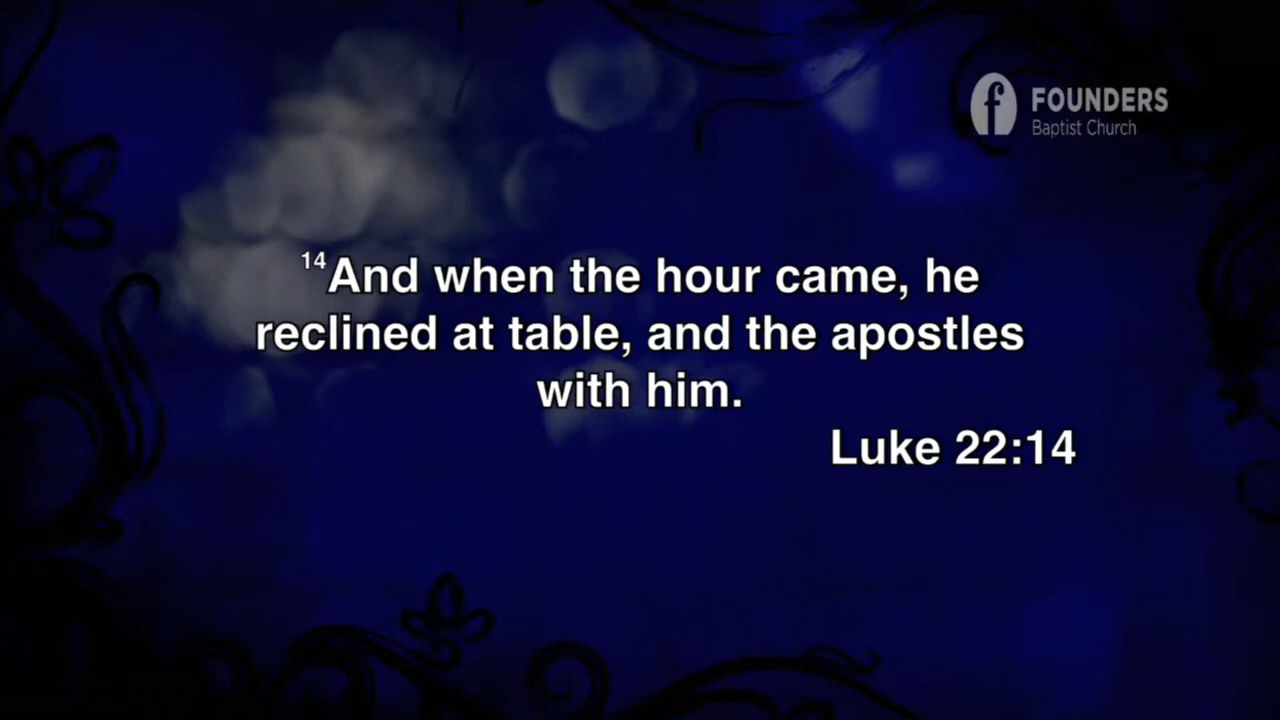 FOUNDERS
Baptist Church
14And when the hour came, he
reclined at table, and the apostles
with him.
Luke 22:14